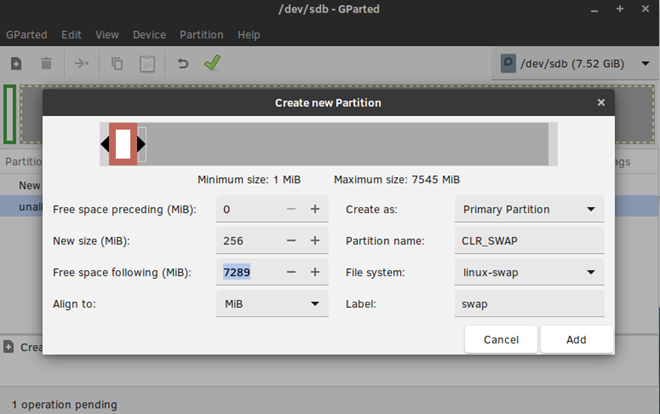 /dev/sdb - GParted
GParted Edit View Device Partition Help
/dev/sdb (7.52 GiB)
Create new Partition
Minimum size: 1 MiB Maximum size: 7545 MiB
Partitio
ags
New
unall
Free space preceding (MiB): 0 Create as: Primary Partition
New size (MiB): 256 Partition name: CLR_SWAP
Free space following (MiB): 7289 File system: linux-swap
Align to: MiB Label: swap
Cancel Add
Crea
1 operation pending